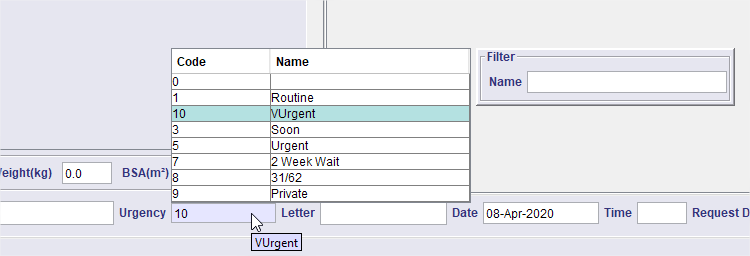 Code Name
0
1 Routine
10 VUrgent
3 Soon
5 Urgent
7 2 Week Wait
8 31/62
9 Private
Filter
Name
Weight(kg) 0.0 BSA(m²)
Urgency 10 Letter Date 08-Apr-2020 Time Request D
VUrgent